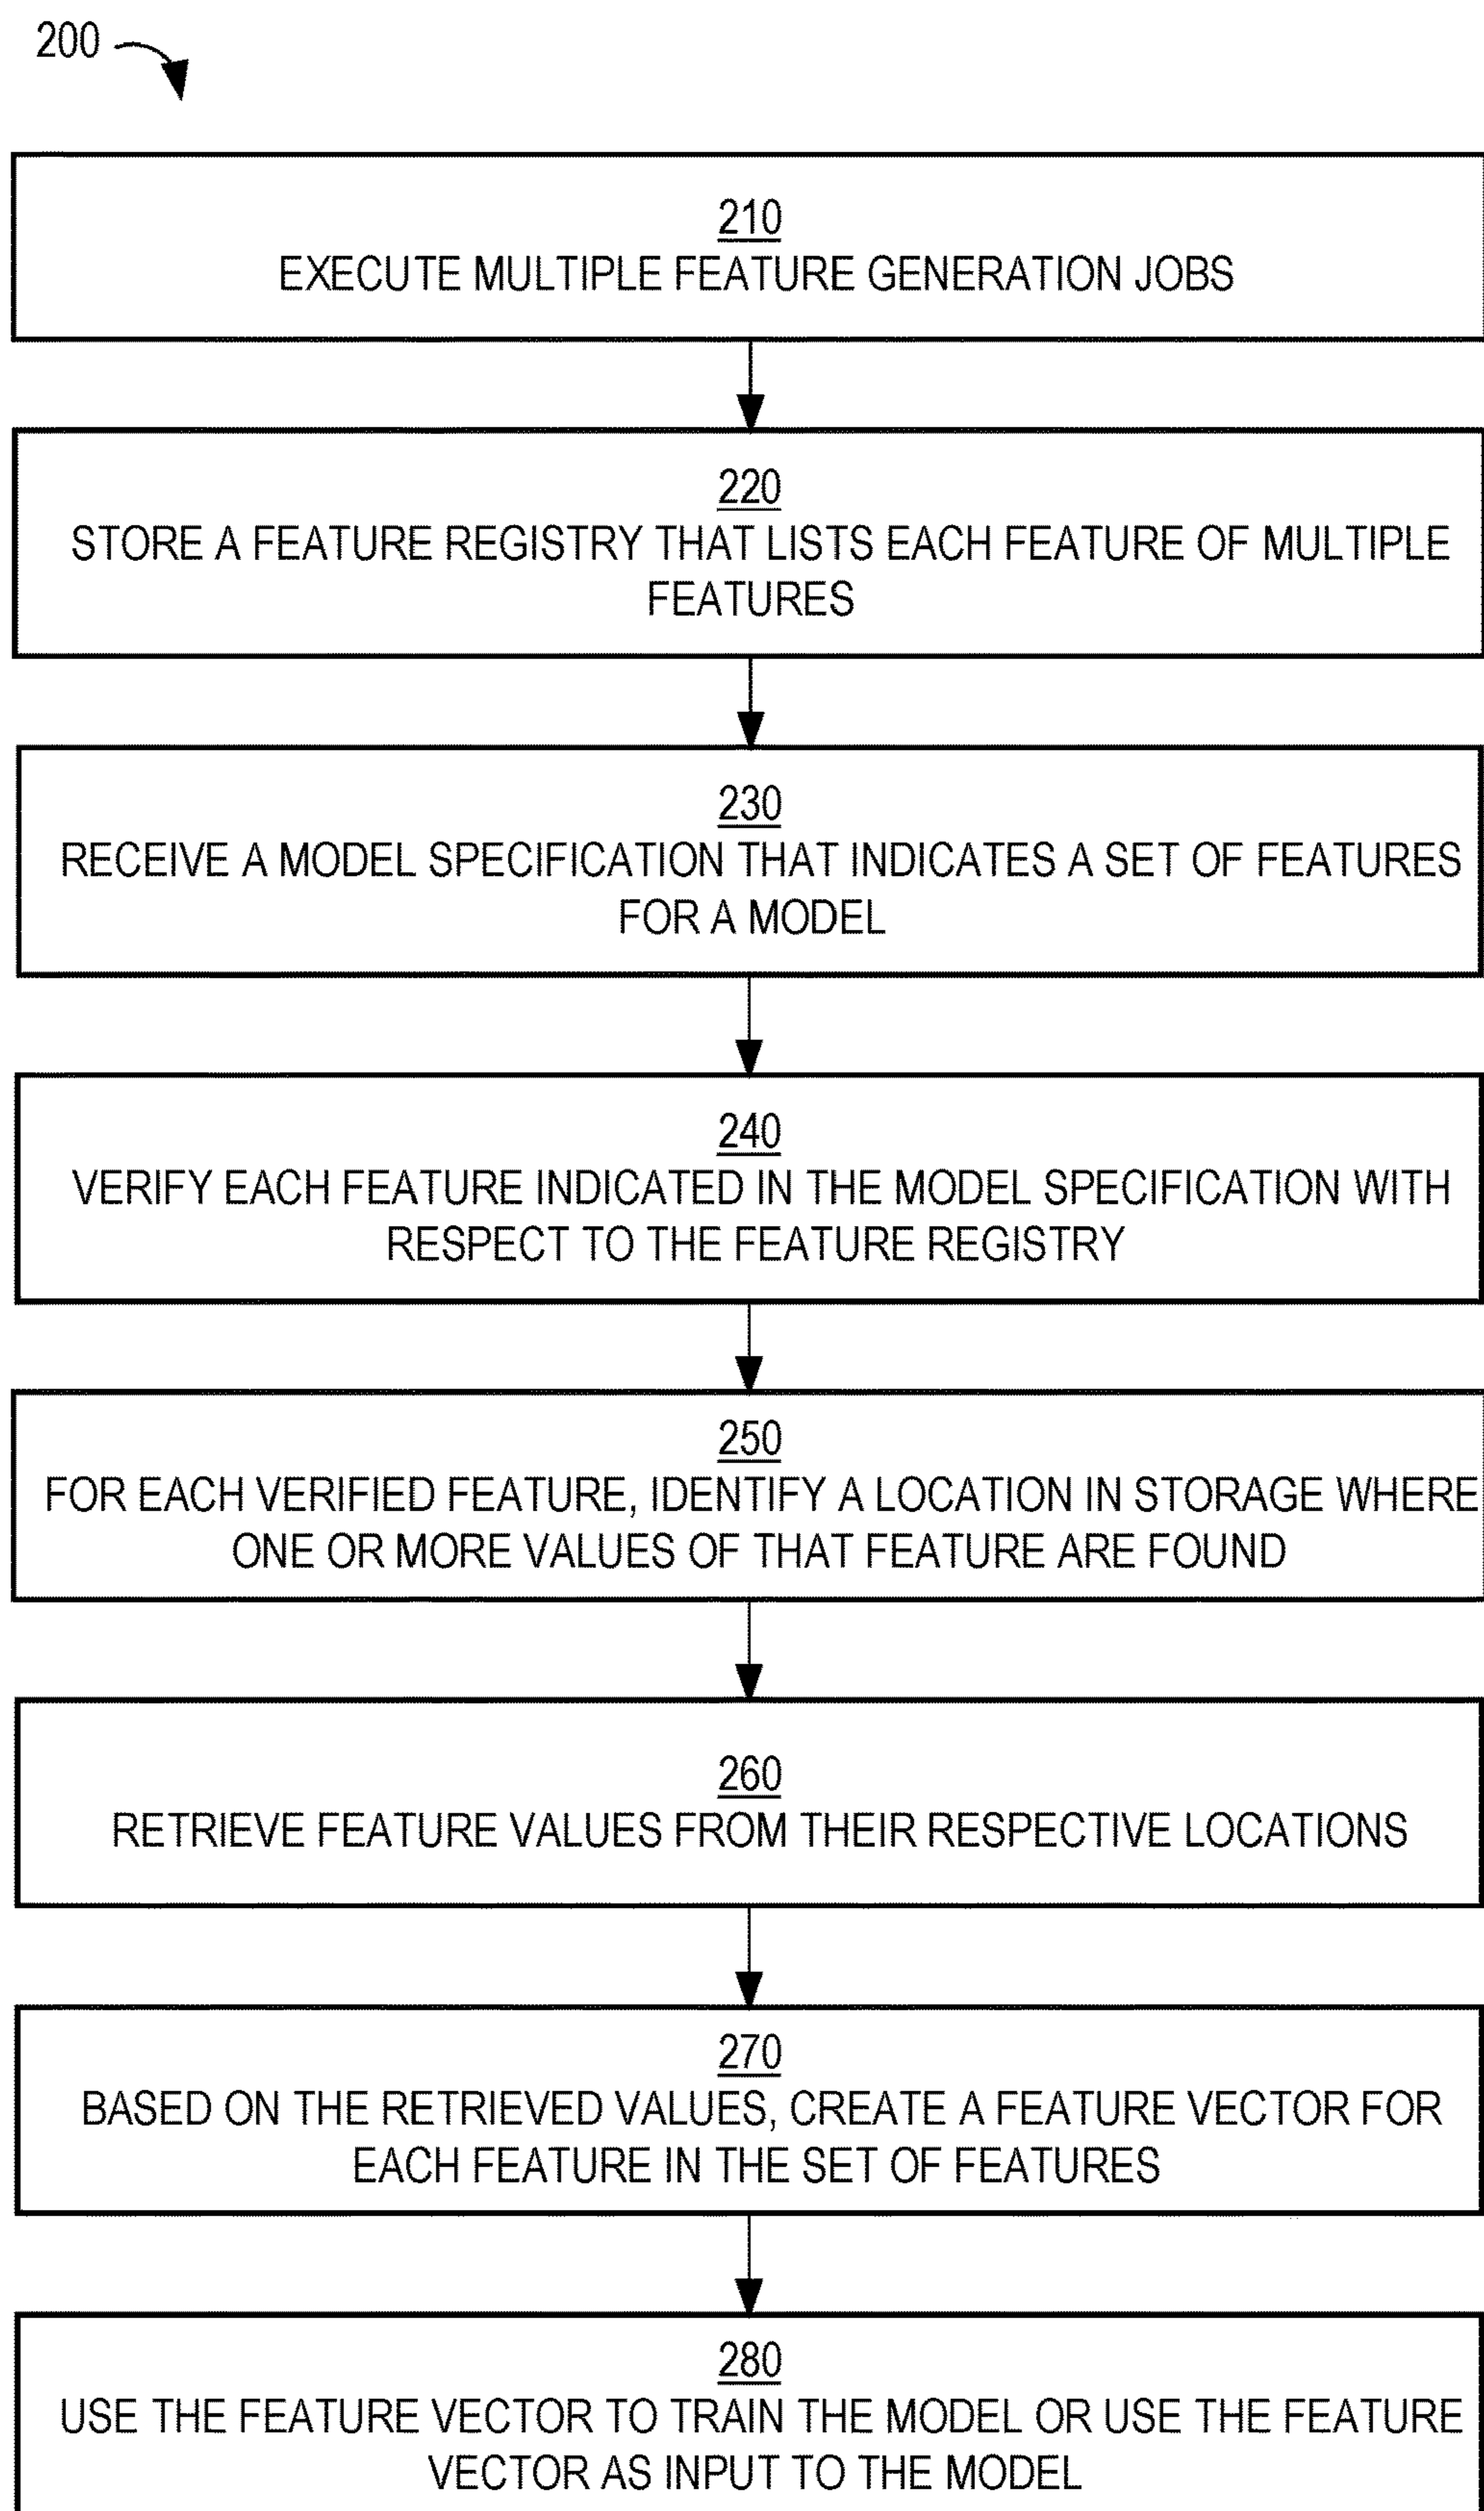 200
210
EXECUTE MULTIPLE FEATURE GENERATION JOBS
220
STORE A FEATURE REGISTRY THAT LISTS EACH FEATURE OF MULTIPLE
FEATURES
230
RECEIVE A MODEL SPECIFICATION THAT INDICATES A SET OF FEATURES
FOR A MODEL
240
VERIFY EACH FEATURE INDICATED IN THE MODEL SPECIFICATION WITH
RESPECT TO THE FEATURE REGISTRY
250
FOR EACH VERIFIED FEATURE, IDENTIFY A LOCATION IN STORAGE WHERE
ONE OR MORE VALUES OF THAT FEATURE ARE FOUND
260
RETRIEVE FEATURE VALUES FROM THEIR RESPECTIVE LOCATIONS
270
BASED ON THE RETRIEVED VALUES, CREATE A FEATURE VECTOR FOR
EACH FEATURE IN THE SET OF FEATURES
280
USE THE FEATURE VECTOR TO TRAIN THE MODEL OR USE THE FEATURE
VECTOR AS INPUT TO THE MODEL